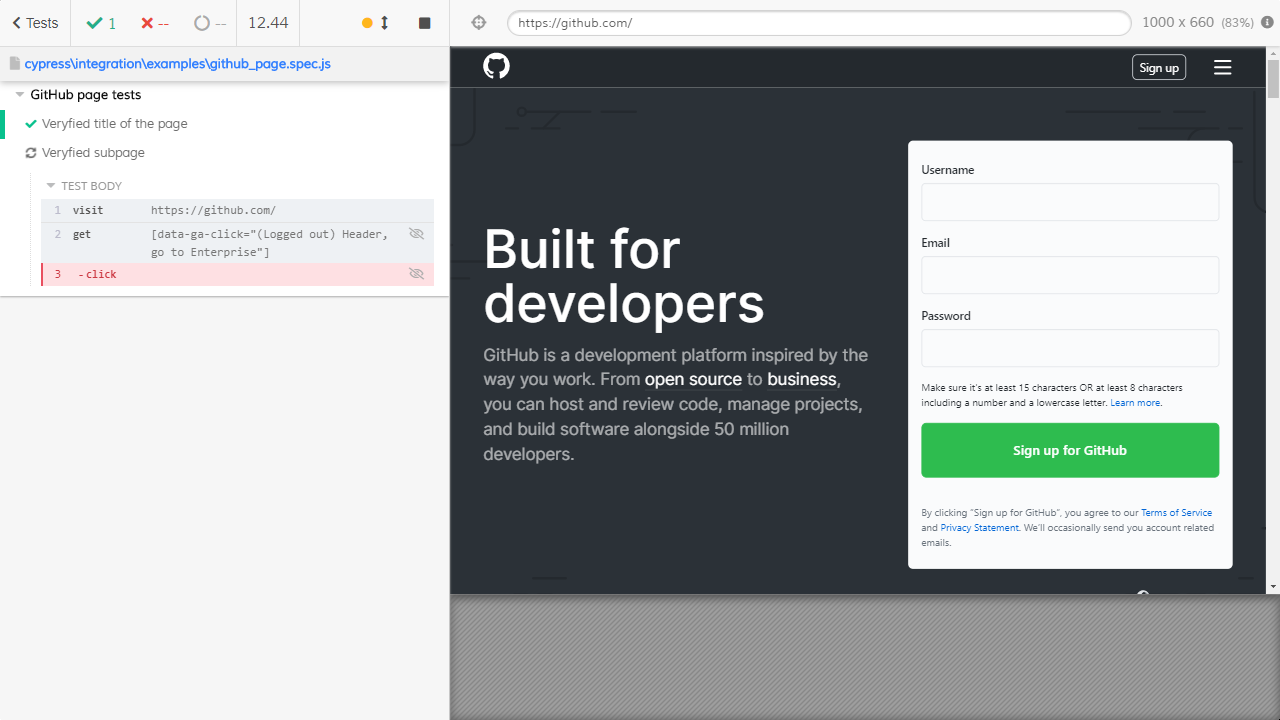 Tests
1
--
--
12.44
https://github.com/
1000 x 660 (83%)
cypress\integration\examples\github_page.spec.js
GitHub page tests
Veryfied title of the page
Veryfied subpage
TEST BODY
1 visit https://github.com/
2 get [data-ga-click="(Logged out) Header,
go to Enterprise"]
3 -click
Sign up
Built for
developers
GitHub is a development platform inspired by the
way you work. From open source to business,
you can host and review code, manage projects,
and build software alongside 50 million
developers.
Username
Email
Password
Make sure it's at least 15 characters OR at least 8 characters
including a number and a lowercase letter. Learn more.
Sign up for GitHub
By clicking “Sign up for GitHub”, you agree to our Terms of Service
and Privacy Statement. We’ll occasionally send you account related
emails.